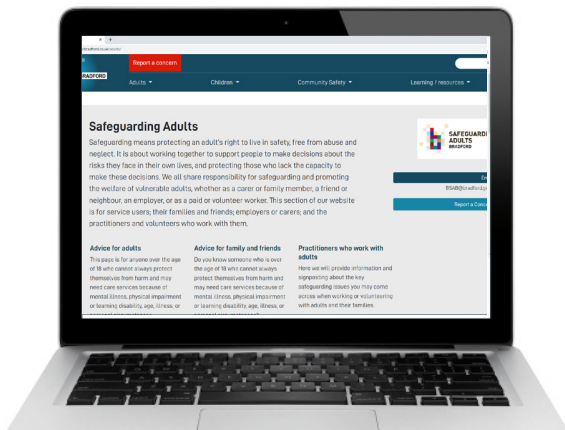 Report a concern
BRADFORD
Adults
Children
Community Safety
Learning / resources
Safeguarding Adults
Safeguarding means protecting an adult's right to live in safety, free from abuse and
neglect. It is about working together to support people to make decisions about the
risks they face in their own lives, and protecting those who lack the capacity to
make these decisions. We all share responsibility for safeguarding and promoting
the welfare of vulnerable adults, whether as a carer or family member, a friend or
neighbour, an employer, or as a paid or volunteer worker. This section of our website
is for service users; their families and friends; employers or carers; and the
practitioners and volunteers who work with them.
SAFEGUARDI
ADULTS
BRADFORD
Em
BSAB@bradford.g
Report a Conce
Advice for adults
This page is for anyone over the age
of 18 who cannot always protect
themselves from harm and may
need care services because of
mental illness, physical impairment
or learning disability, age, illness, or
Advice for family and friends
Do you know someone who is over
the age of 18 who cannot always
protect themselves from harm and
may need care services because of
mental illness, physical impairment
or learning disability, age, illness, or
Practitioners who work with
adults
Here we will provide information and
signposting about the key
safeguarding issues you may come
across when working or volunteering
with adults and their families.